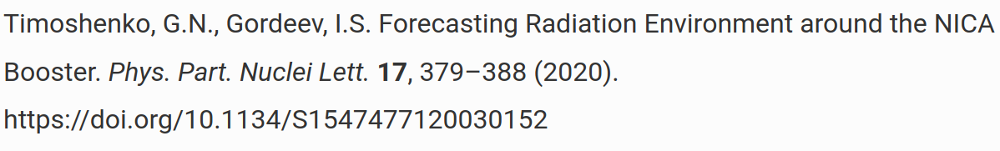 Timoshenko, G.N., Gordeev, I.S. Forecasting Radiation Environment around the NICA
Booster. Phys. Part. Nuclei Lett. 17, 379–388 (2020).
https://doi.org/10.1134/S1547477120030152